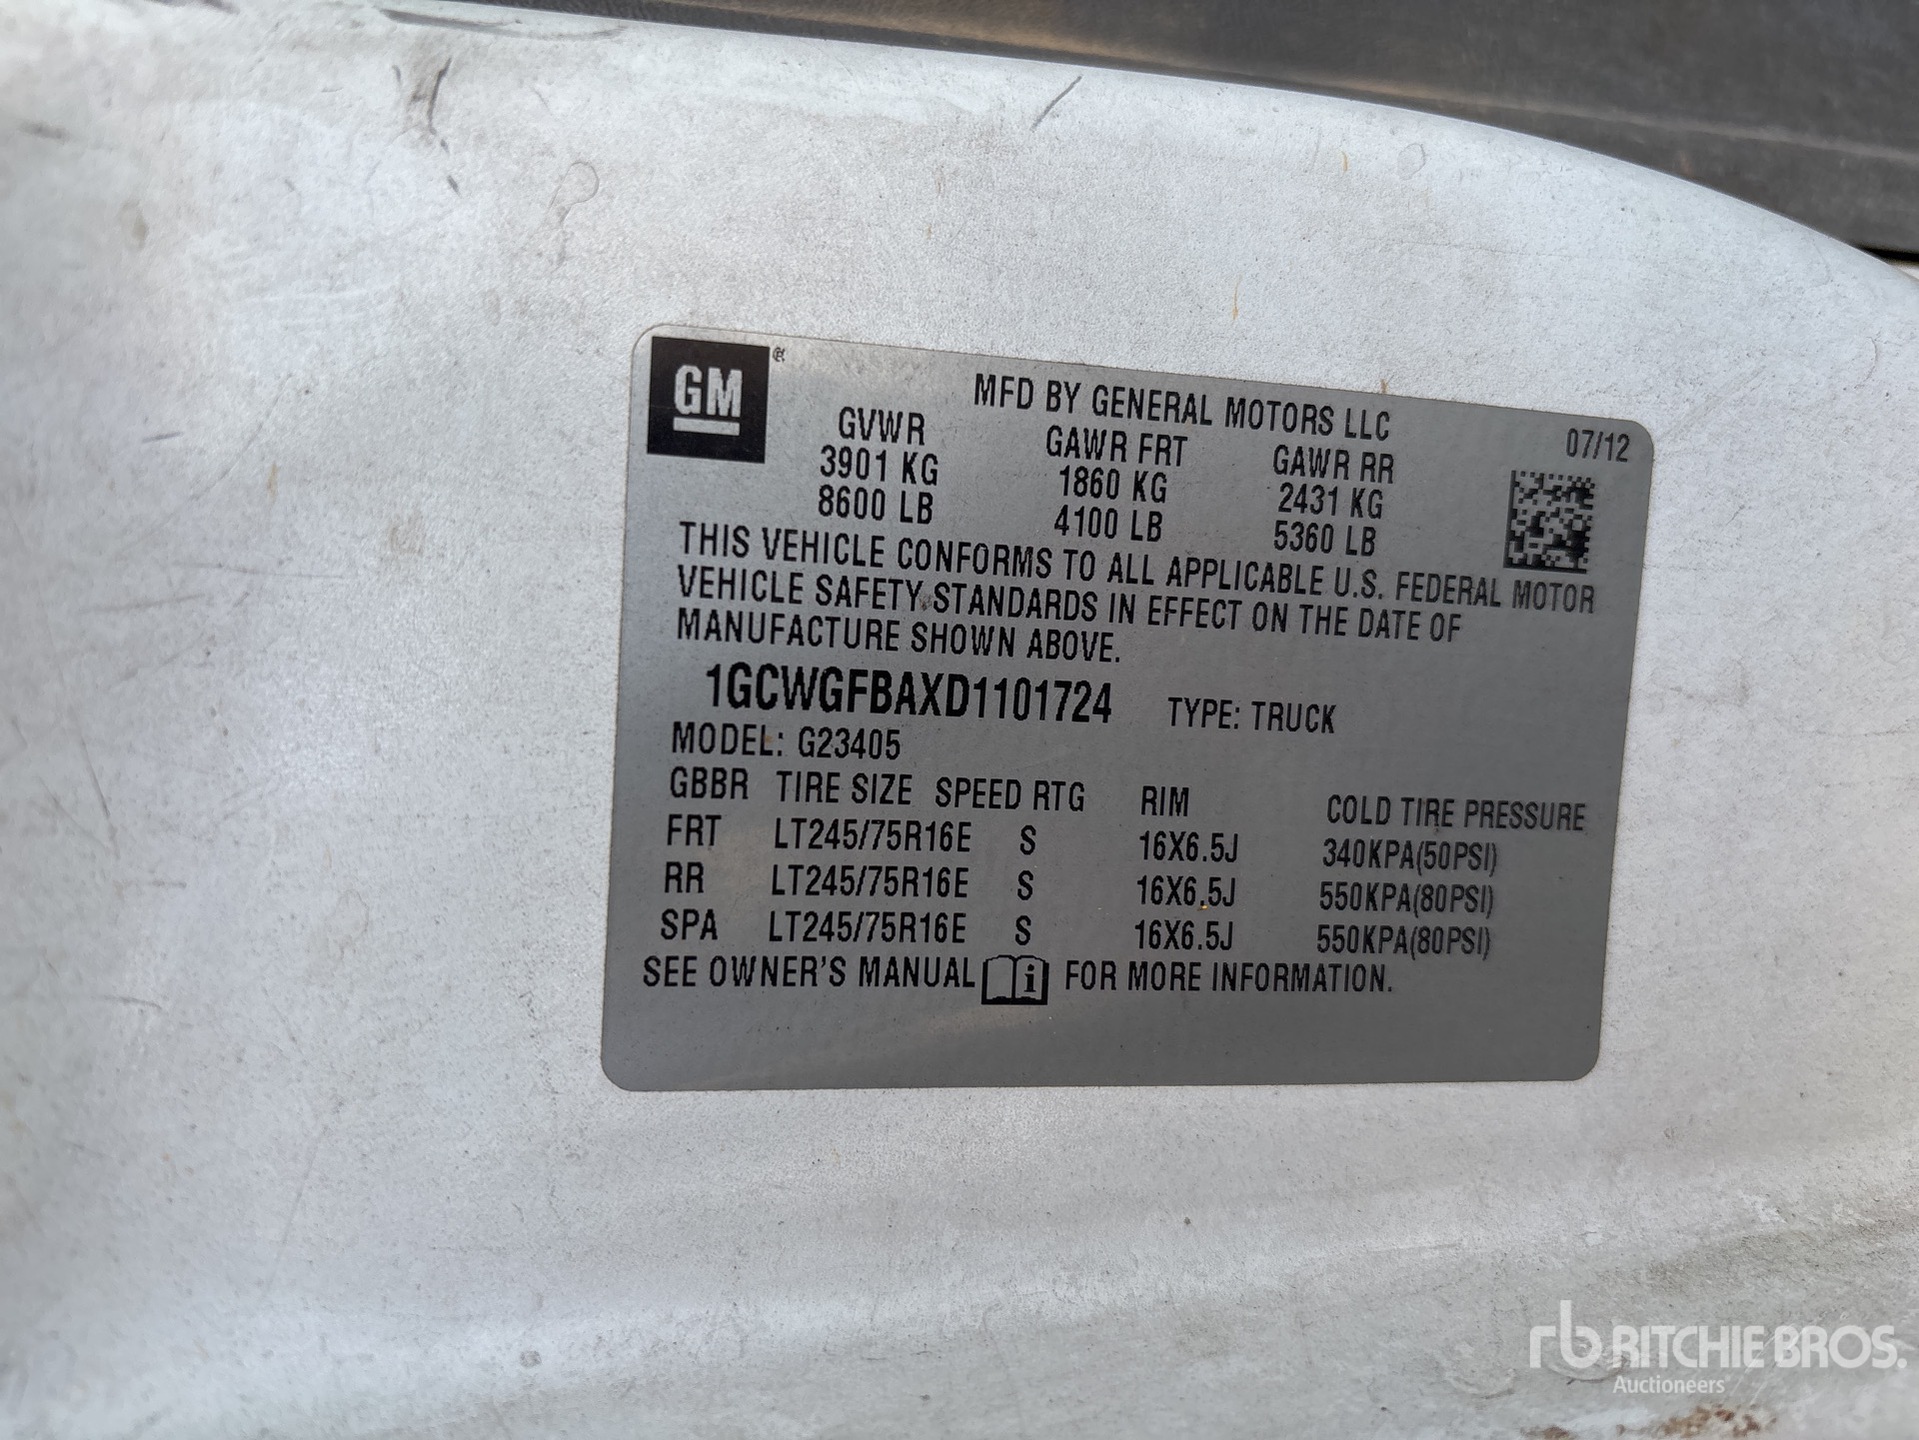 GM
MFD BY GENERAL MOTORS LLC
07/12
GVWR GAWR FRT GAWR RR
3901 KG 1860 KG 2431 KG
8600 LB 4100 LB 5360 LB
THIS VEHICLE CONFORMS TO ALL APPLICABLE U.S. FEDERAL MOTOR
VEHICLE SAFETY STANDARDS IN EFFECT ON THE DATE OF
MANUFACTURE SHOWN ABOVE.
1GCWGFBAXD1101724 TYPE: TRUCK
MODEL: G23405
GBBR TIRE SIZE SPEED RTG RIM COLD TIRE PRESSURE
FRT LT245/75R16E S 16X6.5J 340KPA(50PSI)
RR LT245/75R16E S 16X6.5J 550KPA(80PSI)
SPA LT245/75R16E S 16X6.5J 550KPA(80PSI)
SEE OWNER'S MANUAL i FOR MORE INFORMATION.
rb RITCHIE BROS.
Auctioneers